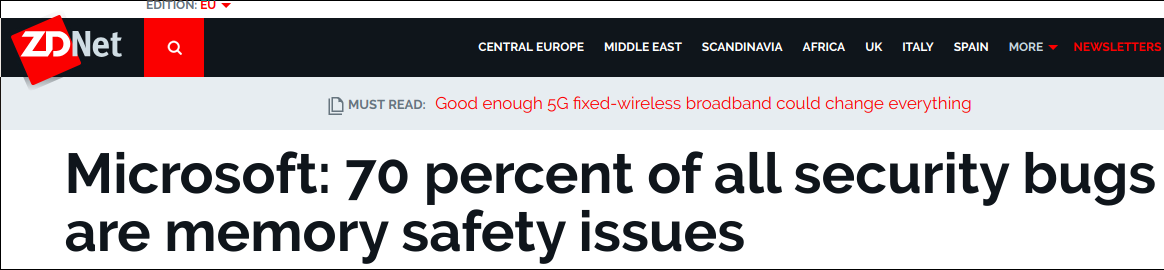 EDITION: EU
ZDNet
CENTRAL EUROPE MIDDLE EAST SCANDINAVIA AFRICA UK ITALY SPAIN MORE NEWSLETTERS
MUST READ: Good enough 5G fixed-wireless broadband could change everything
Microsoft: 70 percent of all security bugs
are memory safety issues